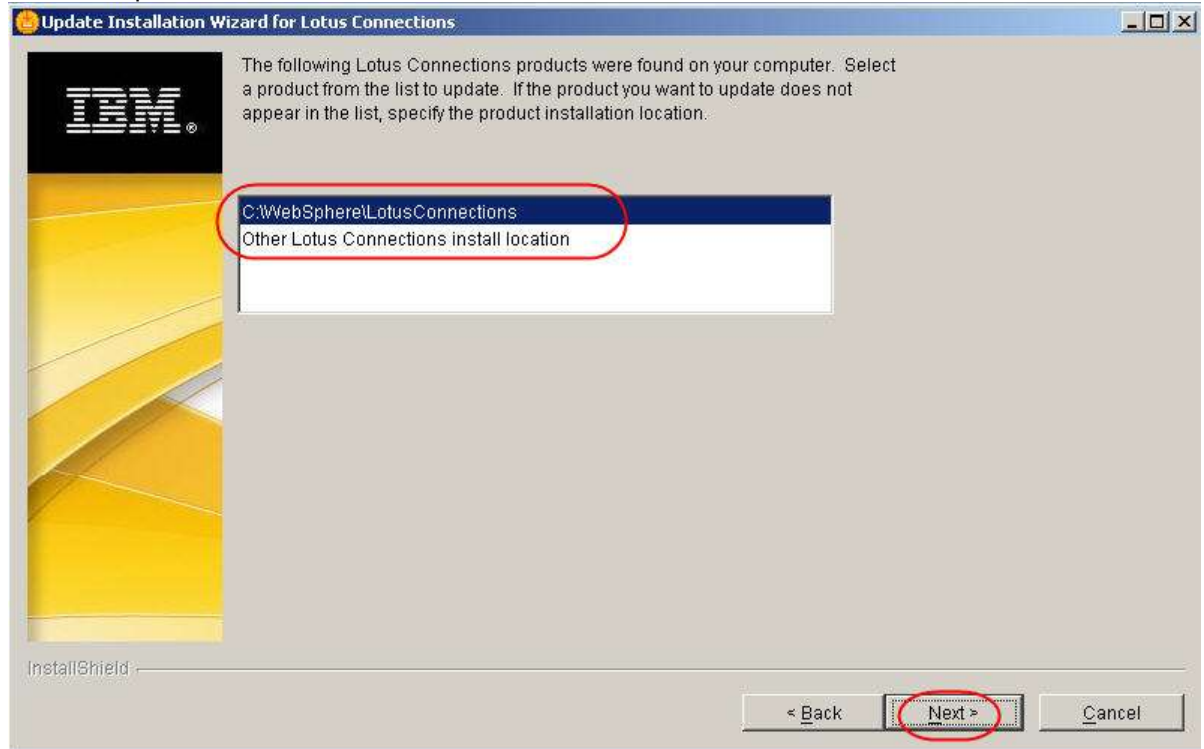 Update Installation Wizard for Lotus Connections
IBM®
The following Lotus Connections products were found on your computer. Select
a product from the list to update. If the product you want to update does not
appear in the list, specify the product installation location.
C:\WebSphere\LotusConnections
Other Lotus Connections install location
InstallShield
< Back
Next >
Cancel